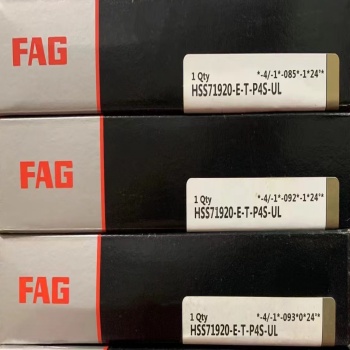 FAG
1 Qty *-4/-1*-085*-1*24'*
HSS71920-E-T-P4S-UL
FAG
1 Qty *-4/-1*-092*-1*24'*
HSS71920-E-T-P4S-UL
FAG
1 Qty *-4/-1*-093*0*24'*
HSS71920-E-T-P4S-UL